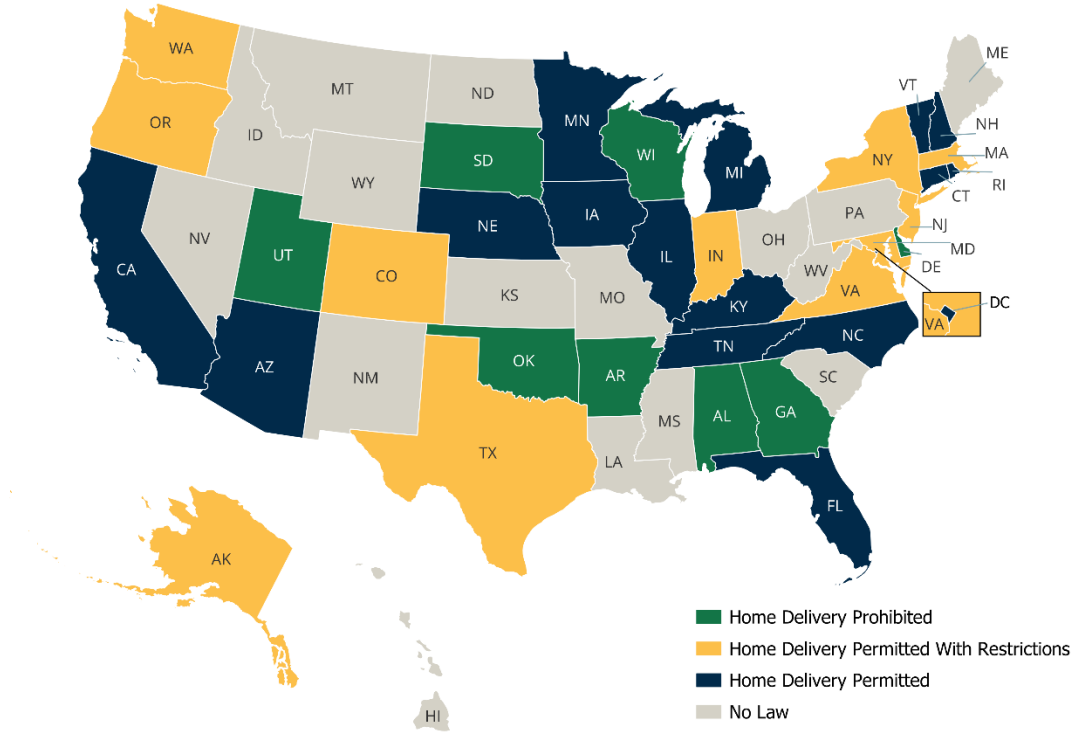 WA
MT
ND
MN
ME
VT
OR
ID
SD
WI
MI
NH
NY
MA
WY
RI
CT
NV
NE
IA
PA
NJ
CA
UT
CO
IL
IN
OH
MD
WV
DE
KS
MO
KY
VA
DC
VA
AZ
NM
OK
AR
TN
NC
SC
MS
AL
GA
TX
LA
FL
AK
HI
Home Delivery Prohibited
Home Delivery Permitted With Restrictions
Home Delivery Permitted
No Law